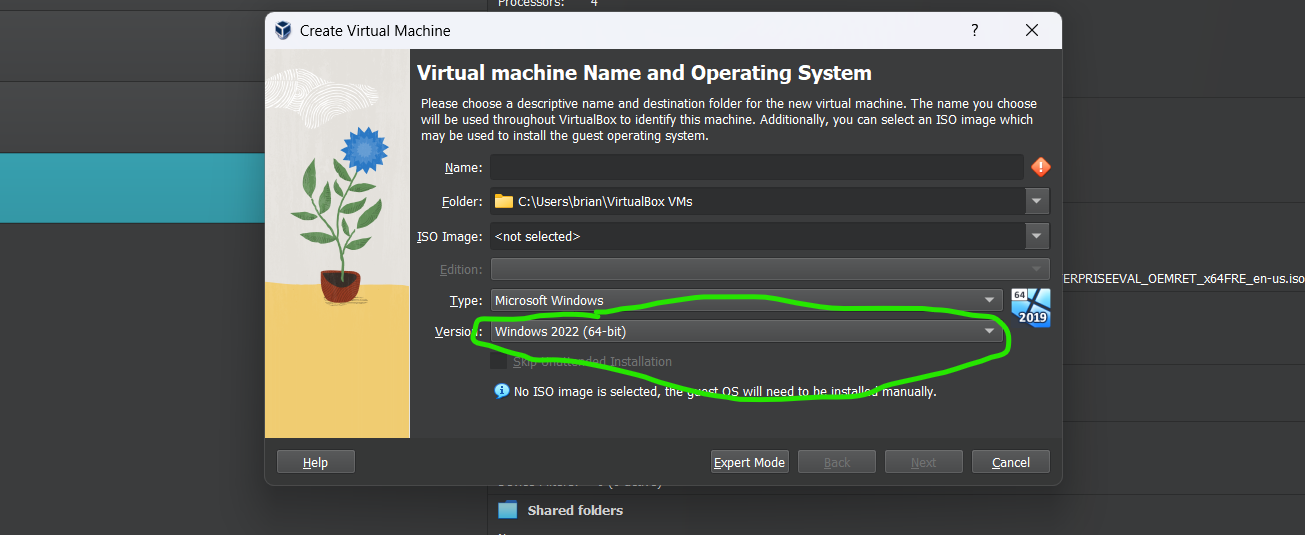 Processors: 4
Create Virtual Machine
?
Virtual machine Name and Operating System
Please choose a descriptive name and destination folder for the new virtual machine. The name you choose
will be used throughout VirtualBox to identify this machine. Additionally, you can select an ISO image which
may be used to install the guest operating system.
Name:
Folder: C:\Users\brian\VirtualBox VMs
ISO Image: <not selected>
Edition:
ERPRISEEVAL_OEMRET_x64FRE_en-us.iso
Type: Microsoft Windows
64
2019
Version: Windows 2022 (64-bit)
Skip Unattended Installation
No ISO image is selected, the guest OS will need to be installed manually.
Help
Expert Mode
Back
Next
Cancel
Shared folders